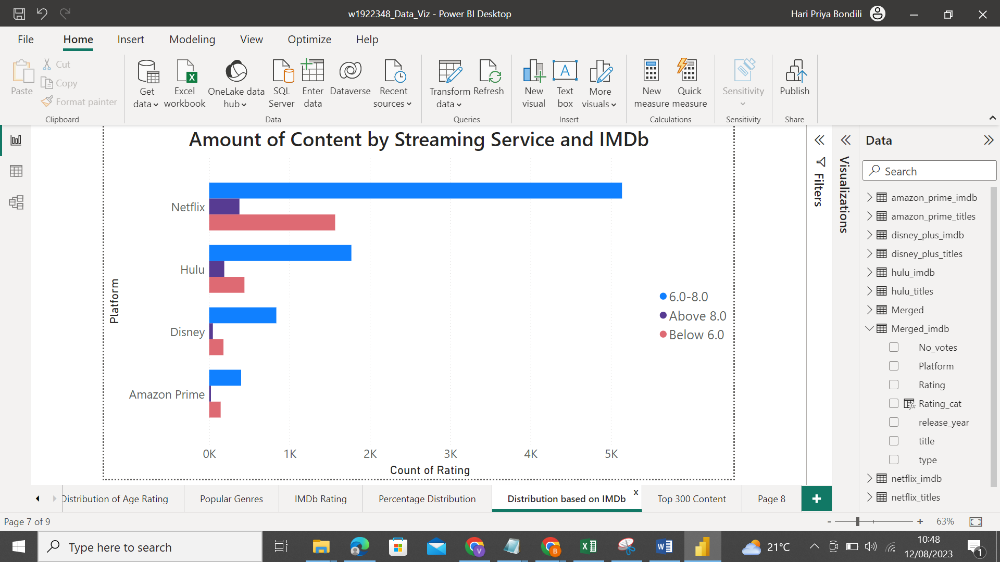 w1922348_Data_Viz - Power BI Desktop
Hari Priya Bondili
File Home Insert Modeling View Optimize Help
Paste
Cut
Copy
Format painter
Clipboard
Get data
Excel workbook
OneLake data hub
SQL Server
Enter data
Dataverse
Recent sources
Data
Transform data
Refresh
Queries
New visual
Text box
More visuals
Insert
New measure
Quick measure
Calculations
Sensitivity
Sensitivity
Publish
Share
Amount of Content by Streaming Service and IMDb
Platform
Netflix
Hulu
Disney
Amazon Prime
0K 1K 2K 3K 4K 5K
Count of Rating
6.0-8.0
Above 8.0
Below 6.0
Filters
Visualizations
Data
Search
amazon_prime_imdb
amazon_prime_titles
disney_plus_imdb
disney_plus_titles
hulu_imdb
hulu_titles
Merged
Merged_imdb
No_votes
Platform
Rating
Rating_cat
release_year
title
type
netflix_imdb
netflix_titles
Distribution of Age Rating
Popular Genres
IMDb Rating
Percentage Distribution
Distribution based on IMDb x
Top 300 Content
Page 8
+
Page 7 of 9
- + 63%
Type here to search
21°C
10:48
12/08/2023
1